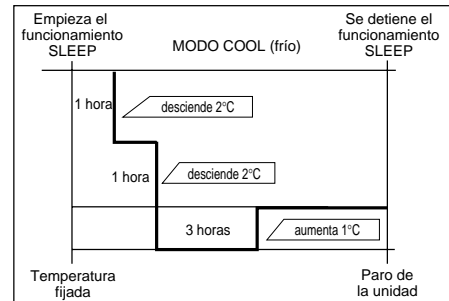 Empieza el
funcionamiento
SLEEP
MODO COOL (frío)
Se detiene el
funcionamiento
SLEEP
1 hora
desciende 2°C
1 hora
desciende 2°C
3 horas
aumenta 1°C
Temperatura
fijada
Paro de
la unidad